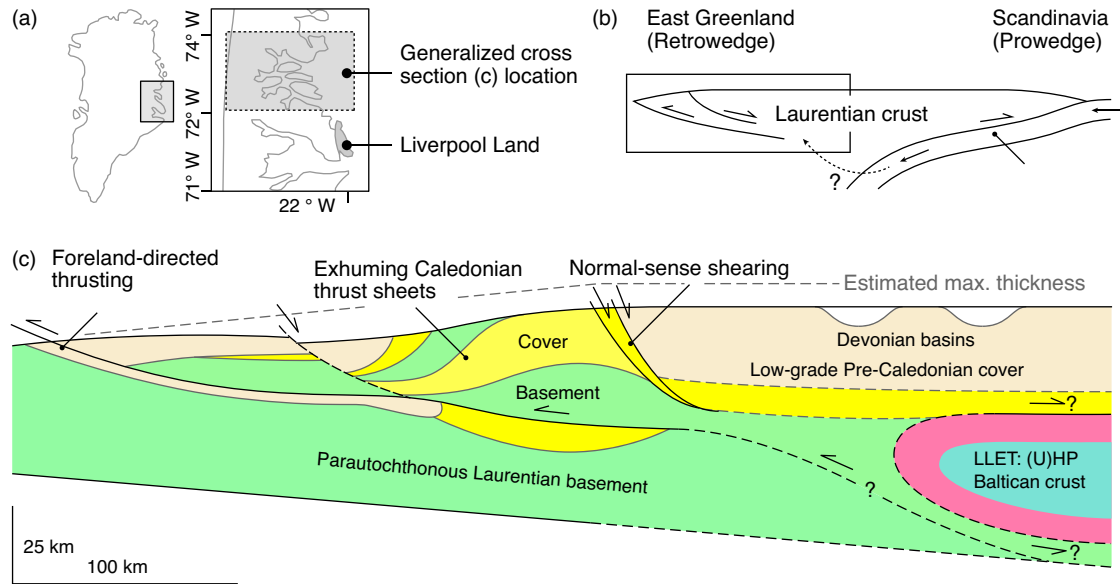 (a)
74° W
72° W
71° W
22 ° W
Generalized cross
section (c) location
Liverpool Land
(b)
East Greenland
(Retrowedge)
Scandinavia
(Prowedge)
Laurentian crust
?
(c)
Foreland-directed
thrusting
Exhuming Caledonian
thrust sheets
Normal-sense shearing
Estimated max. thickness
Cover
Devonian basins
Low-grade Pre-Caledonian cover
Basement
?
Parautochthonous Laurentian basement
LLET: (U)HP
Baltican crust
?
?
25 km
100 km